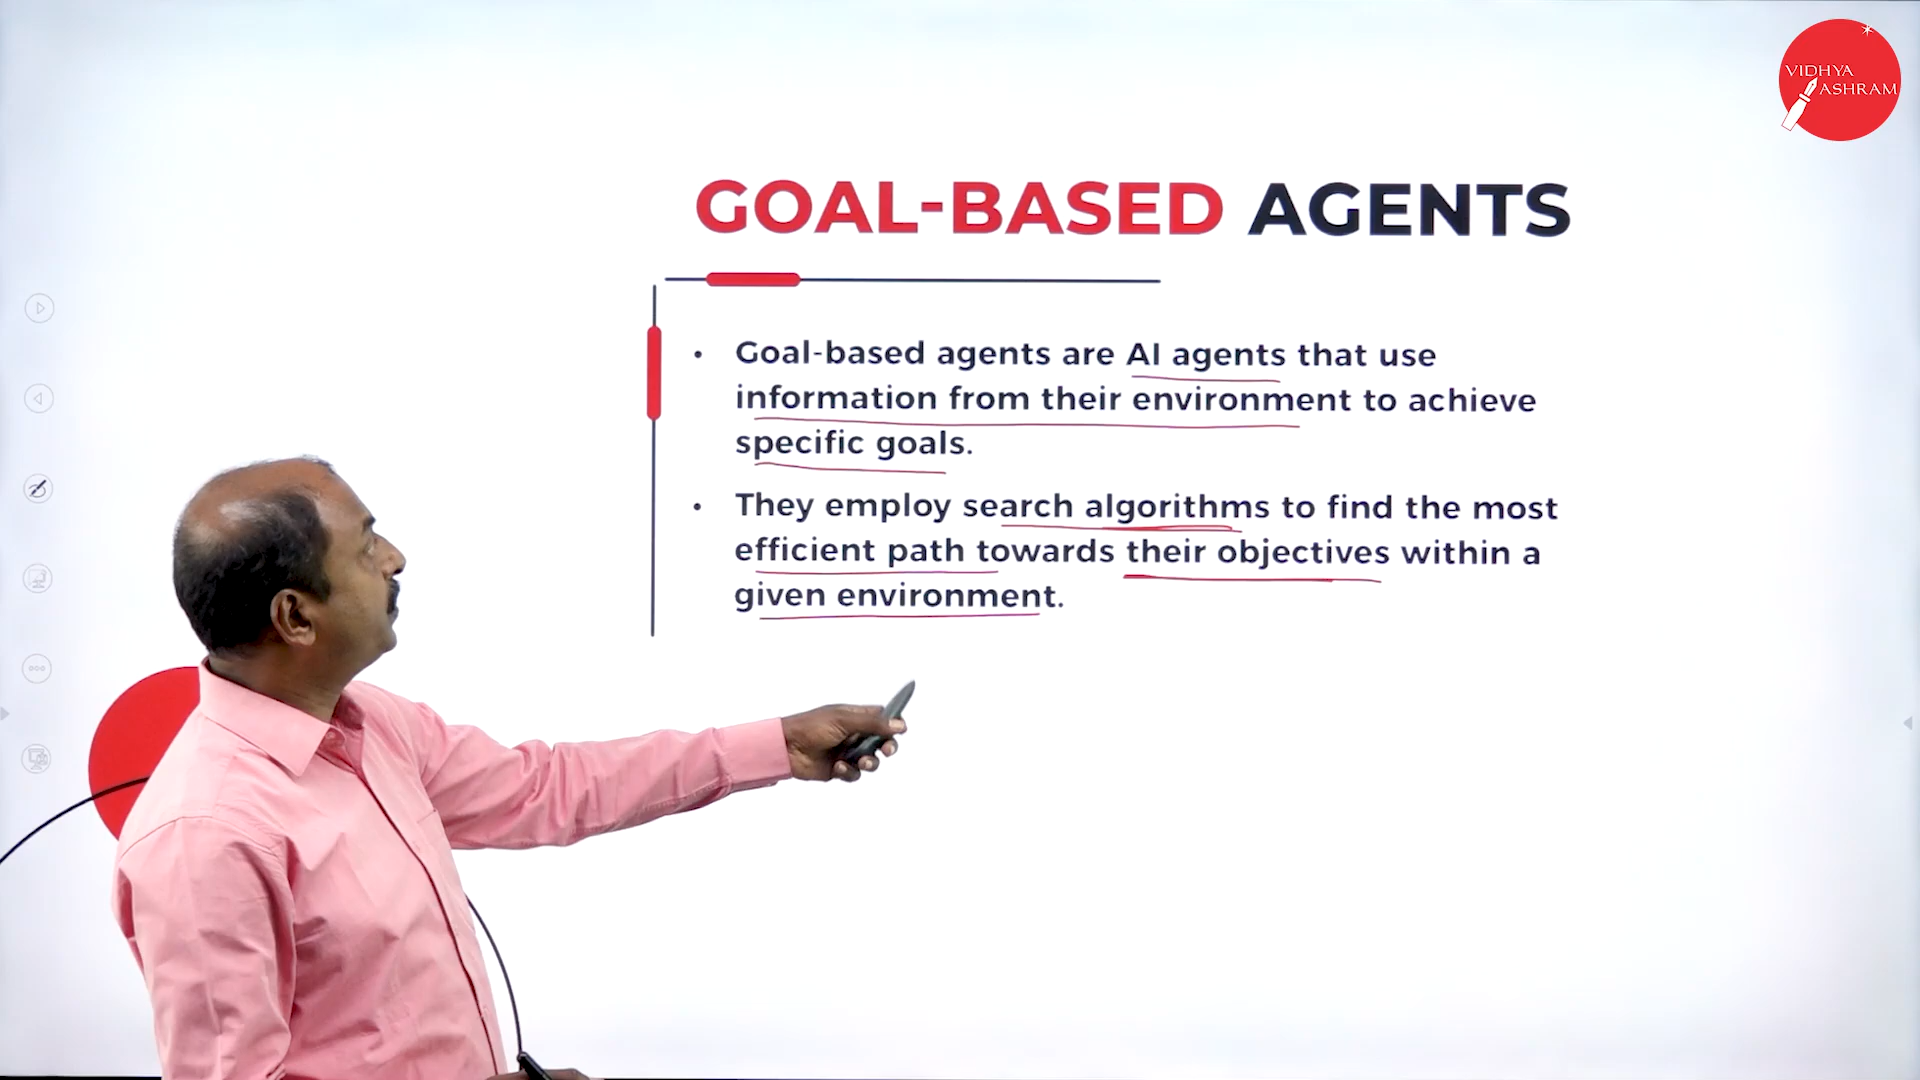 VIDHYA
ASHRAM
GOAL-BASED AGENTS
• Goal-based agents are AI agents that use
information from their environment to achieve
specific goals.
• They employ search algorithms to find the most
efficient path towards their objectives within a
given environment.